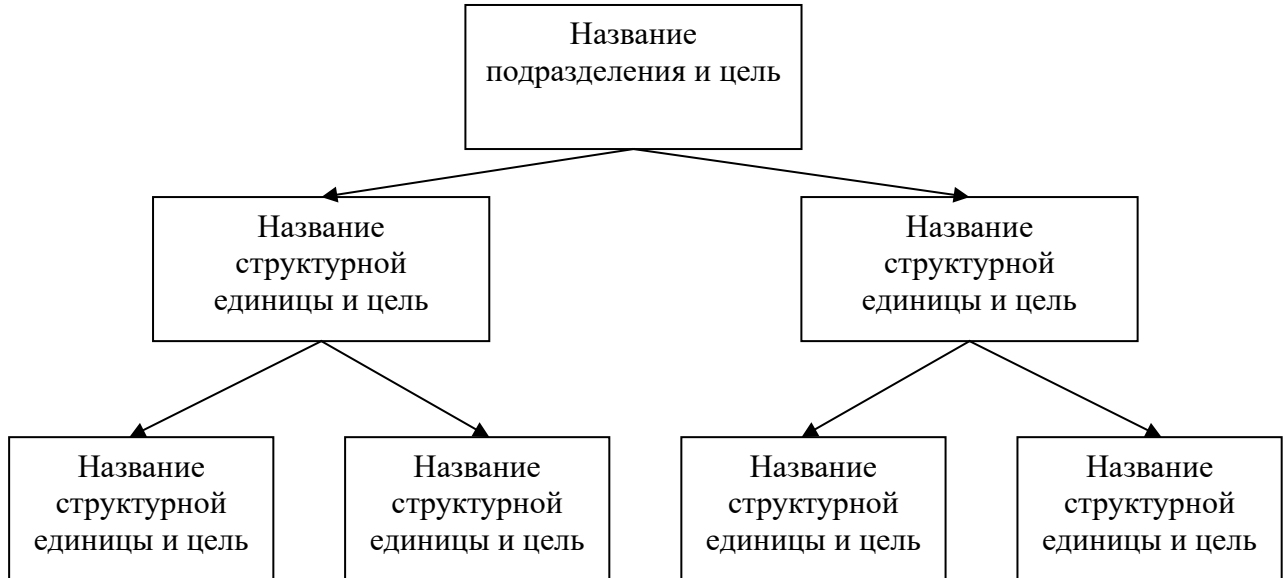 Название
подразделения и цель
Название
структурной
единицы и цель
Название
структурной
единицы и цель
Название
структурной
единицы и цель
Название
структурной
единицы и цель
Название
структурной
единицы и цель
Название
структурной
единицы и цель